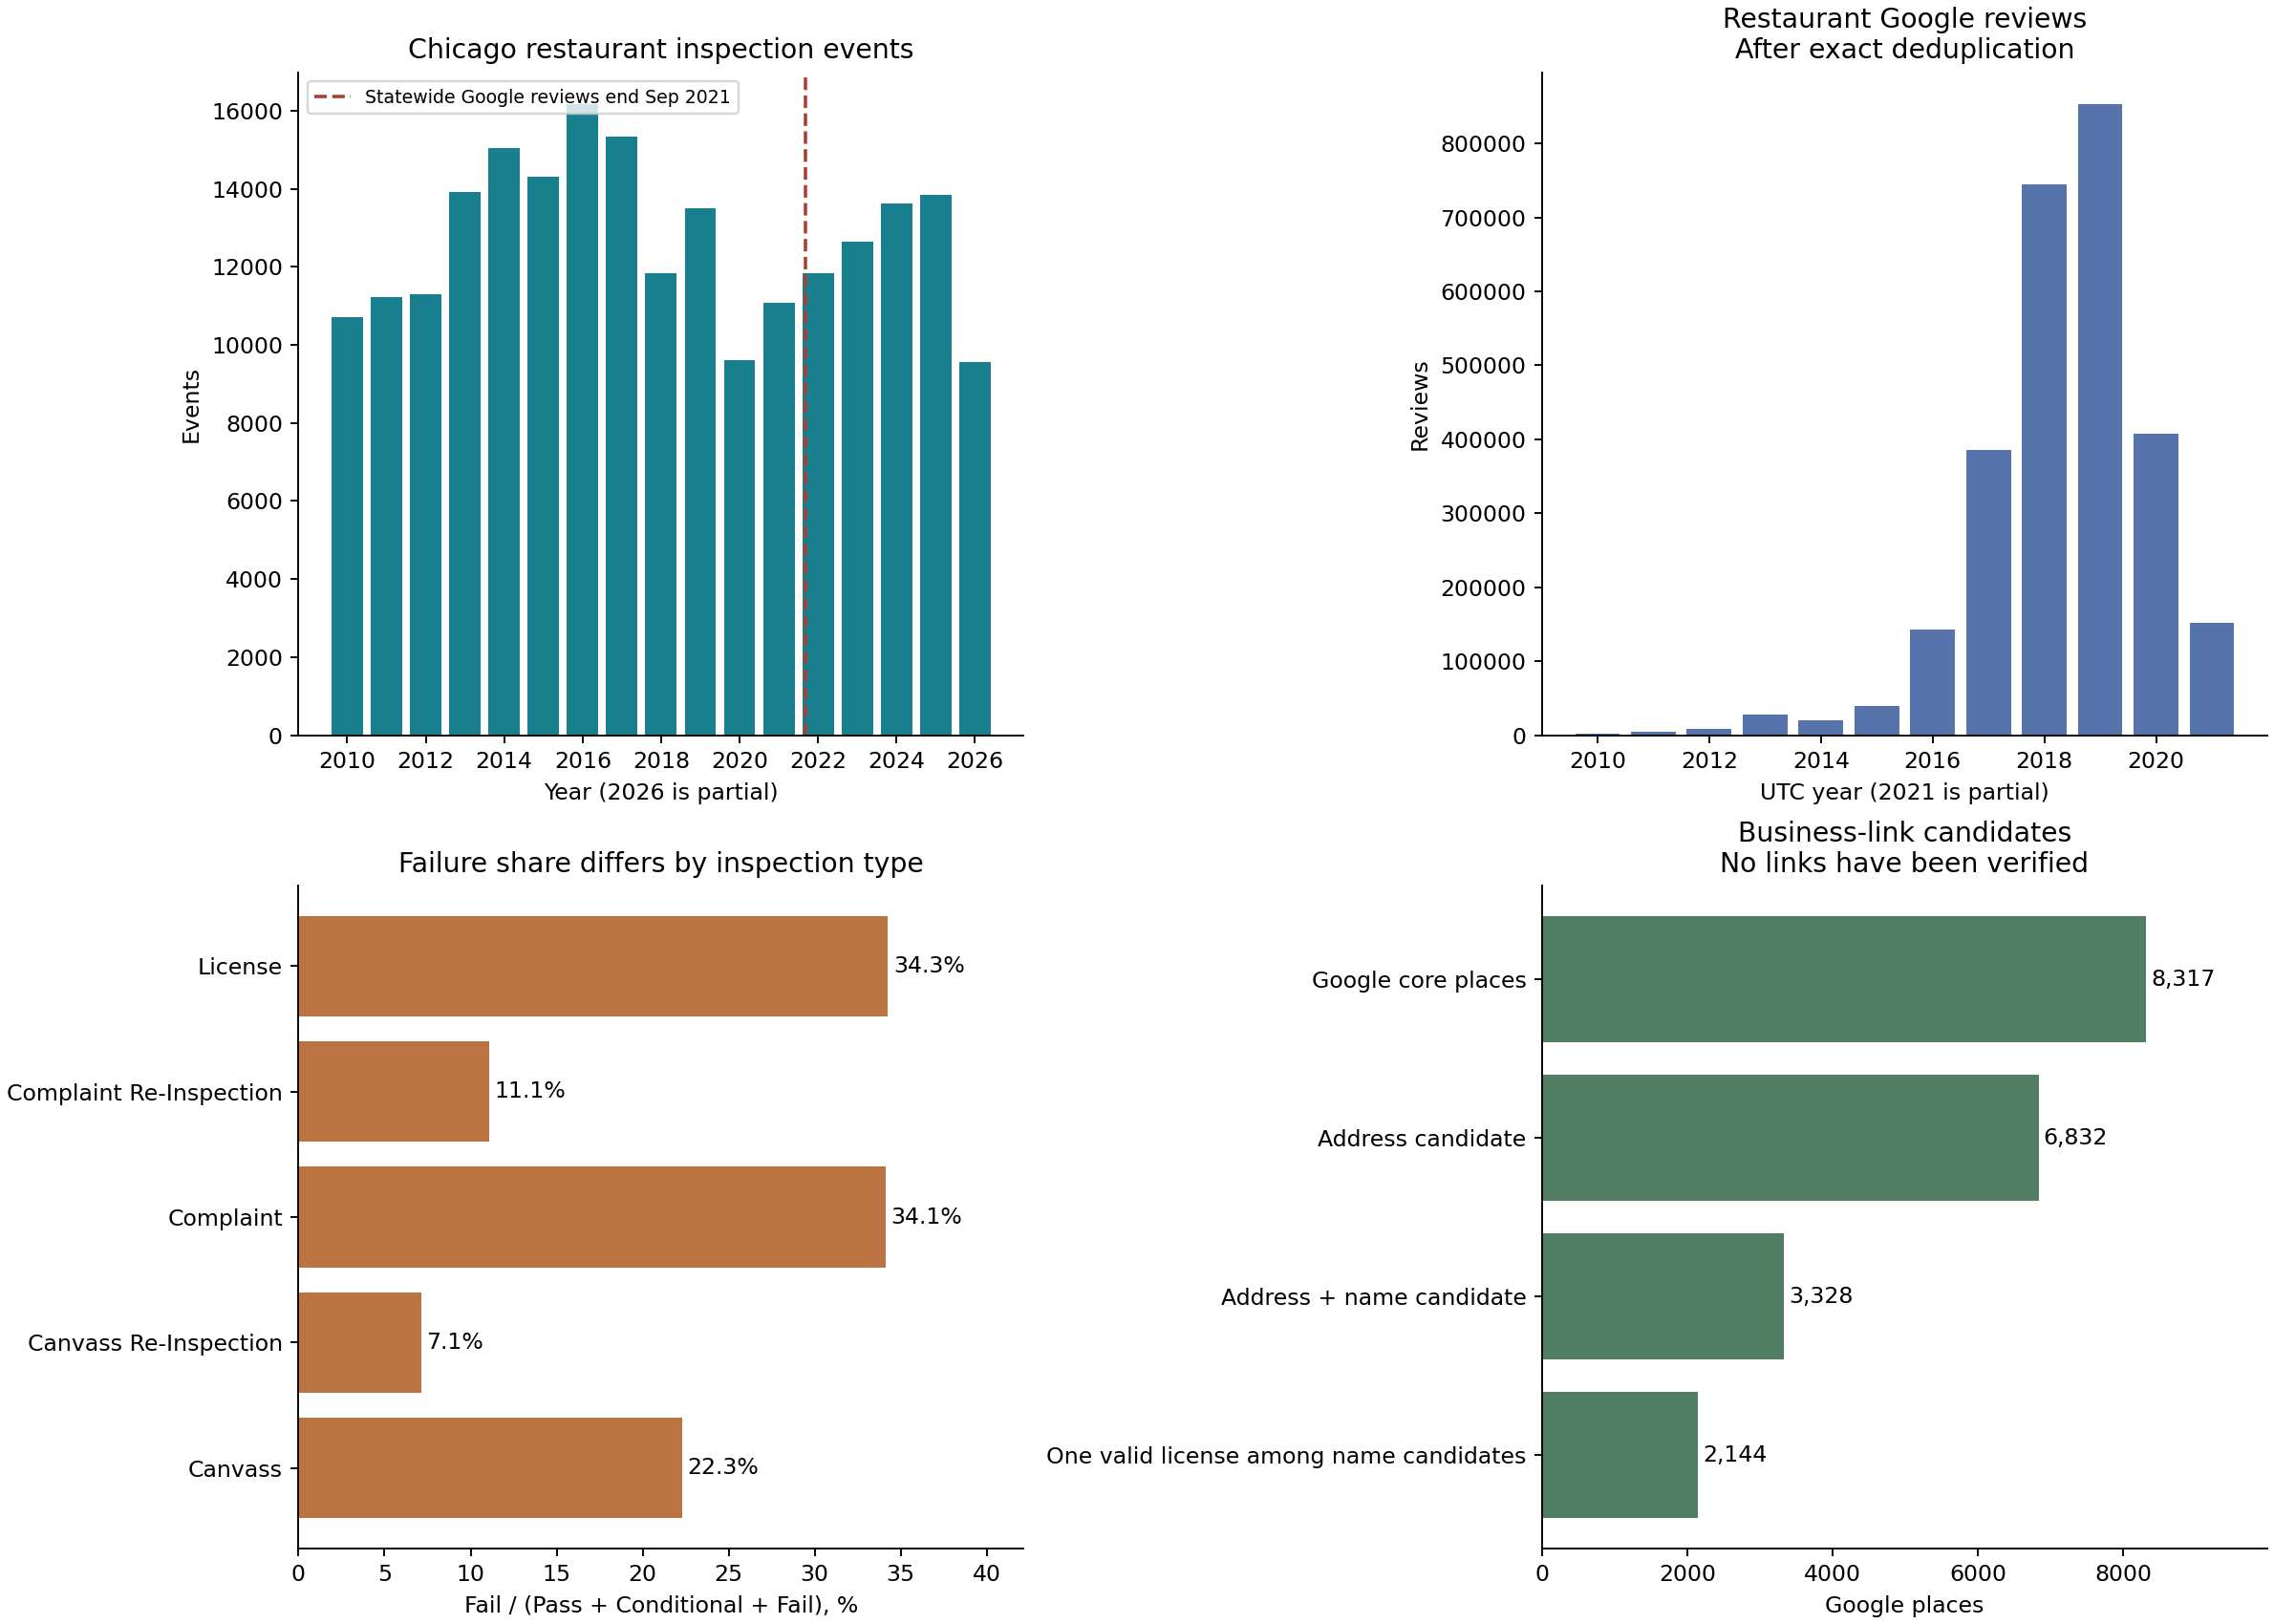 Chicago restaurant inspection events
Statewide Google reviews end Sep 2021
16000
14000
12000
10000
8000
6000
4000
2000
0
Events
2010 2012 2014 2016 2018 2020 2022 2024 2026
Year (2026 is partial)
Restaurant Google reviews
After exact deduplication
800000
700000
600000
500000
400000
300000
200000
100000
0
Reviews
2010 2012 2014 2016 2018 2020
UTC year (2021 is partial)
Failure share differs by inspection type
License 34.3%
Complaint Re-Inspection 11.1%
Complaint 34.1%
Canvass Re-Inspection 7.1%
Canvass 22.3%
0 5 10 15 20 25 30 35 40
Fail / (Pass + Conditional + Fail), %
Business-link candidates
No links have been verified
Google core places 8,317
Address candidate 6,832
Address + name candidate 3,328
One valid license among name candidates 2,144
0 2000 4000 6000 8000
Google places